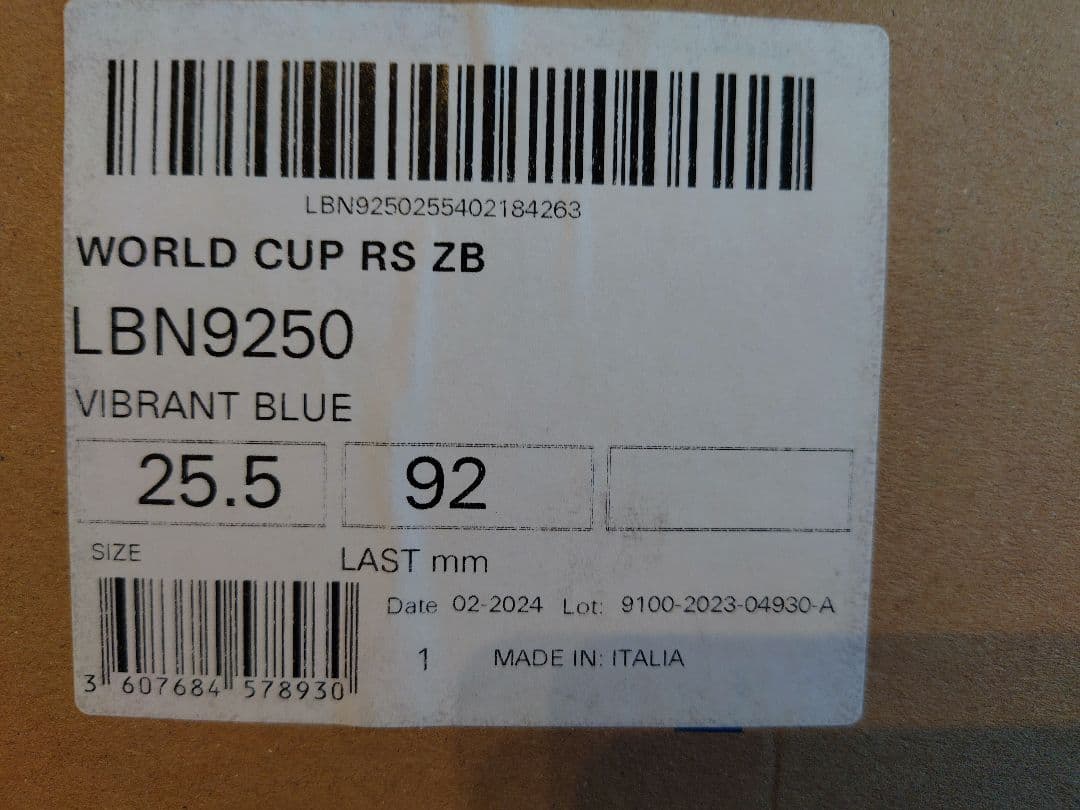 LBN9250255402184263
WORLD CUP RS ZB
LBN9250
VIBRANT BLUE
25.5 92
SIZE LAST mm
Date 02-2024 Lot: 9100-2023-04930-A
1 MADE IN: ITALIA
3 607684 578930